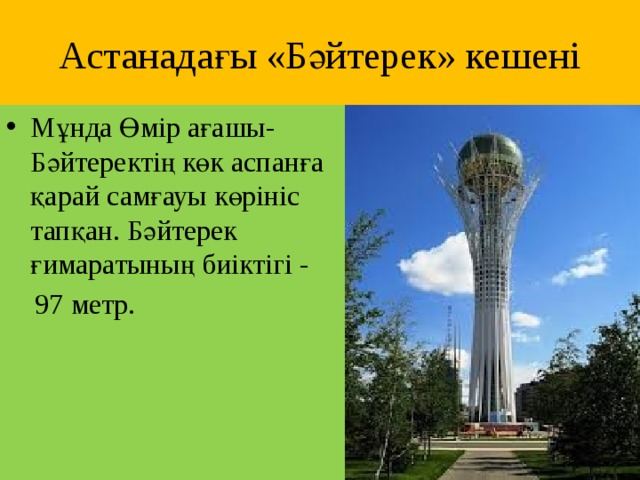 Астанадағы «Бәйтерек» кешені
• Мұнда Өмір ағашы-
Бәйтеректің көк аспанға
қарай самғауы көрініс
тапқан. Бәйтерек
ғимаратының биіктігі -
97 метр.